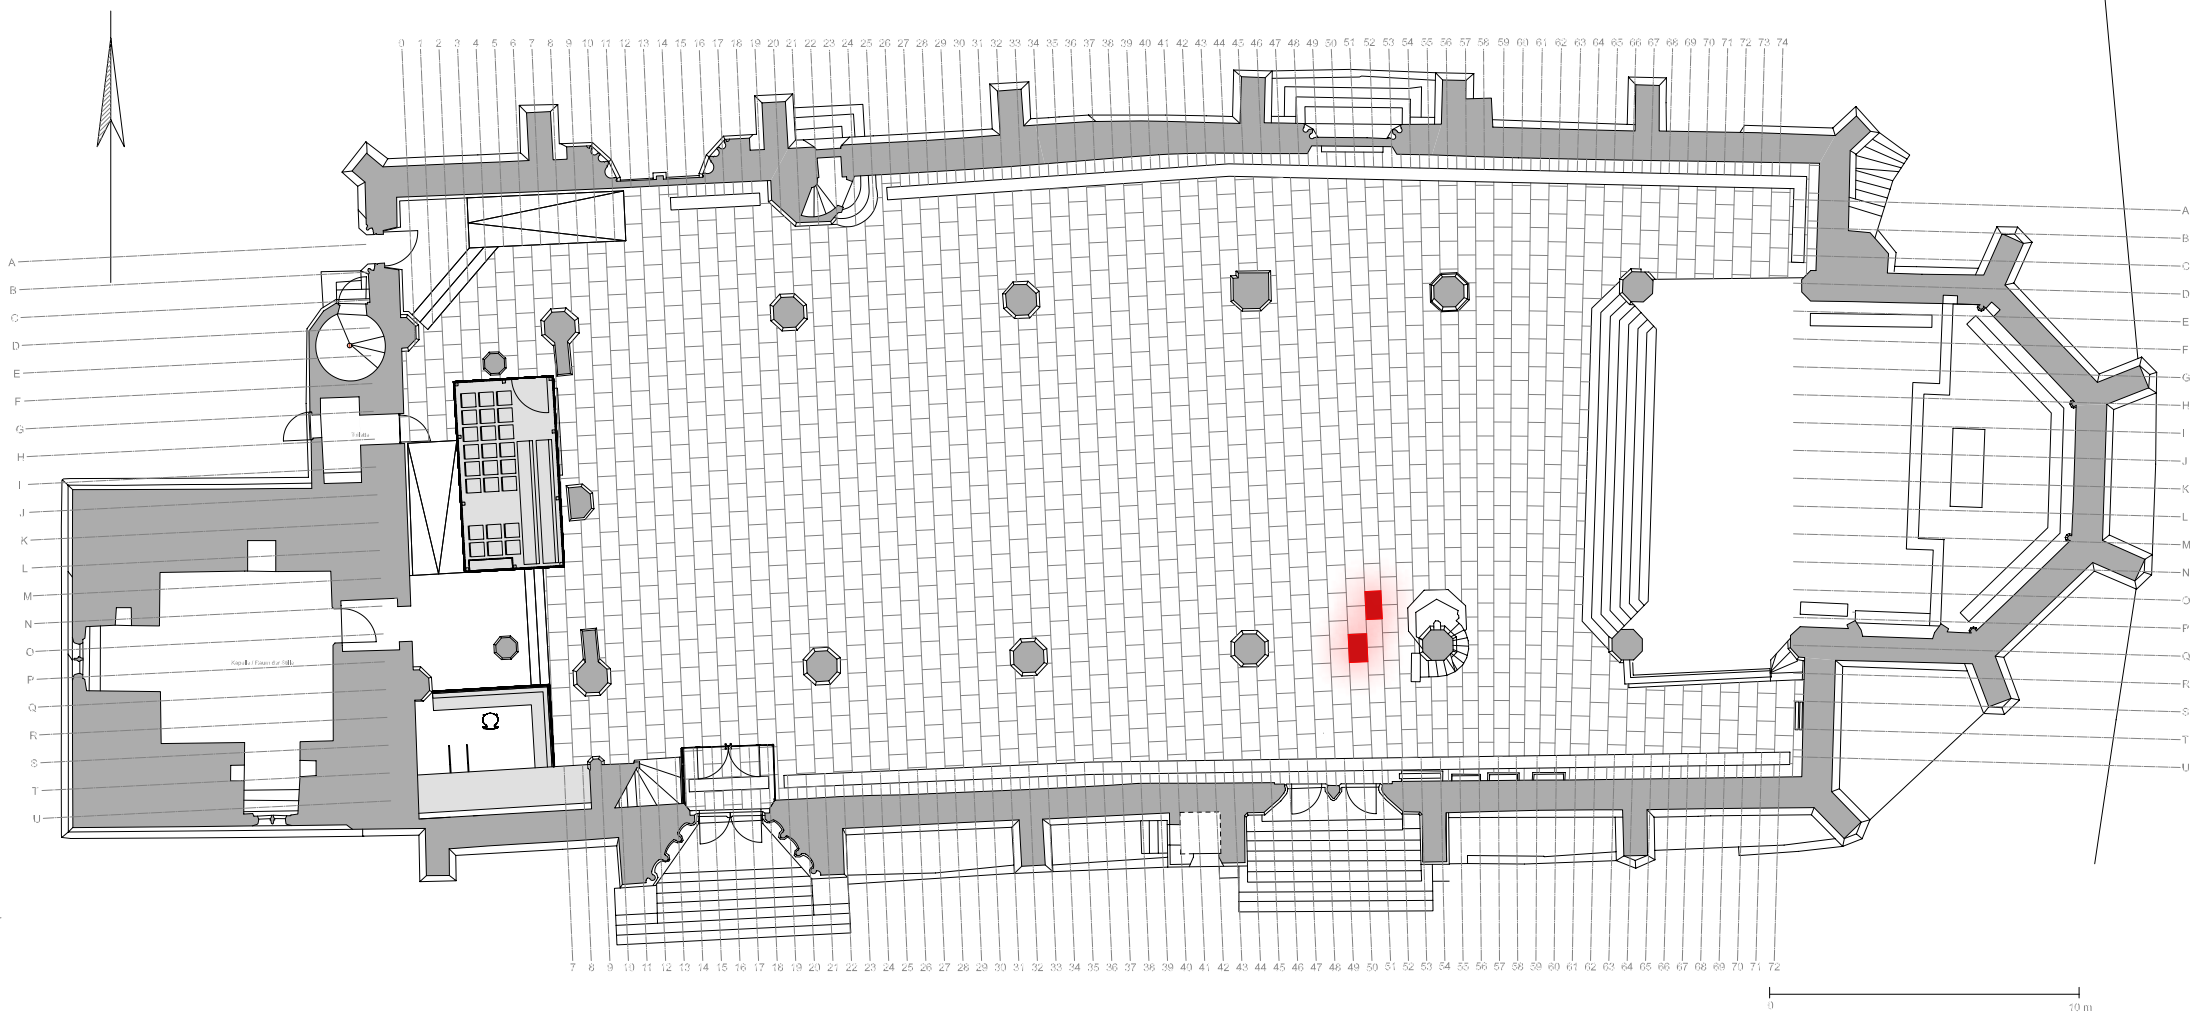 0 1 2 3 4 5 6 7 8 9 10 11 12 13 14 15 16 17 18 19 20 21 22 23 24 25 26 27 28 29 30 31 32 33 34 35 36 37 38 39 40 41 42 43 44 45 46 47 48 49 50 51 52 53 54 55 56 57 58 59 60 61 62 63 64 65 66 67 68 69 70 71 72 73 74
A
B
C
D
E
F
G
H
I
J
K
L
M
N
O
P
Q
R
S
T
U
A
B
C
D
E
F
G
H
I
J
K
L
M
N
O
P
Q
R
S
T
U
7 8 9 10 11 12 13 14 15 16 17 18 19 20 21 22 23 24 25 26 27 28 29 30 31 32 33 34 35 36 37 38 39 40 41 42 43 44 45 46 47 48 49 50 51 52 53 54 55 56 57 58 59 60 61 62 63 64 65 66 67 68 69 70 71 72
0 10 m